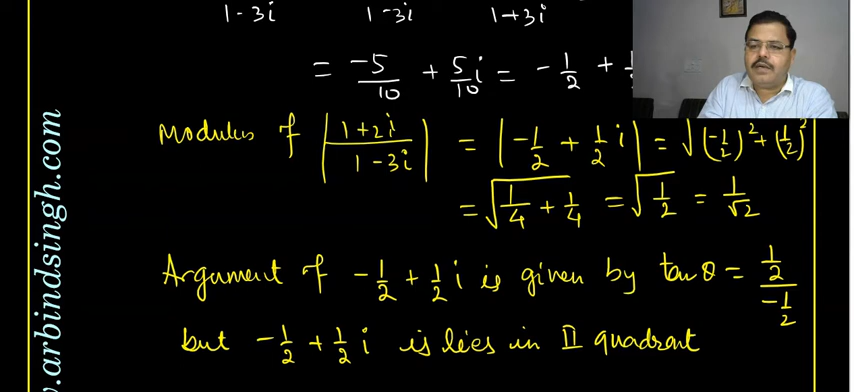 1-3i 1-3i 1+3i
= -5/10 + 5/10 i = -1/2 +
Modulus of |1+2i / 1-3i| = |-1/2 + 1/2 i| = √(-1/2)² + (1/2)²
= √1/4 + 1/4 = √1/2 = 1/√2
Argument of -1/2 + 1/2 i is given by tan θ = 1/2 / -1/2
but -1/2 + 1/2 i is lies in II quadrant
www.arbindsingh.com